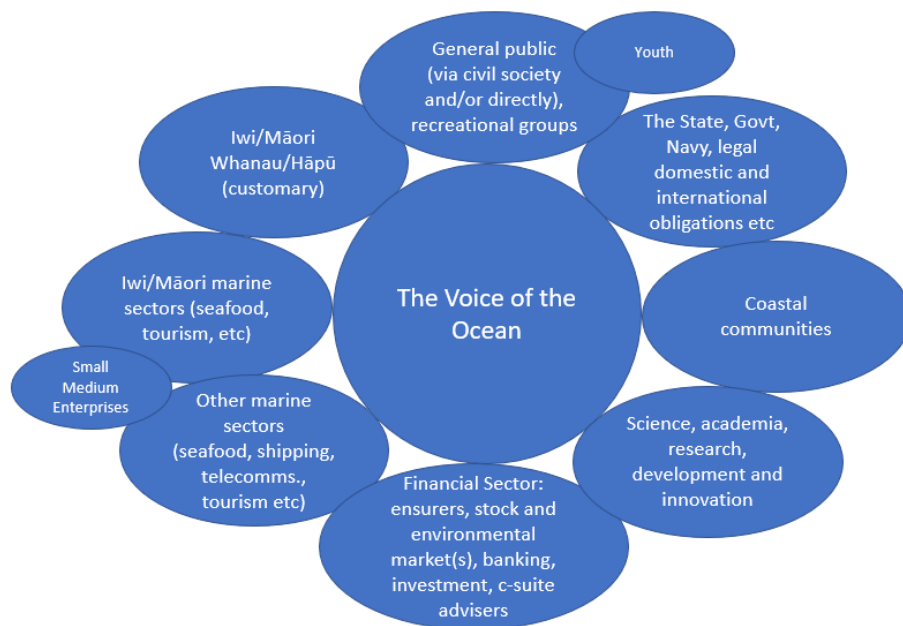 General public
(via civil society
and/or directly),
recreational groups
Youth
Iwi/Māori
Whanau/Hāpū
(customary)
The State, Govt,
Navy, legal
domestic and
international
obligations etc
Iwi/Māori marine
sectors (seafood,
tourism, etc)
The Voice of the
Ocean
Coastal
communities
Small
Medium
Enterprises
Other marine
sectors
(seafood, shipping,
telecomms.,
tourism etc)
Science, academia,
research,
development and
innovation
Financial Sector:
ensurers, stock and
environmental
market(s), banking,
investment, c-suite
advisers